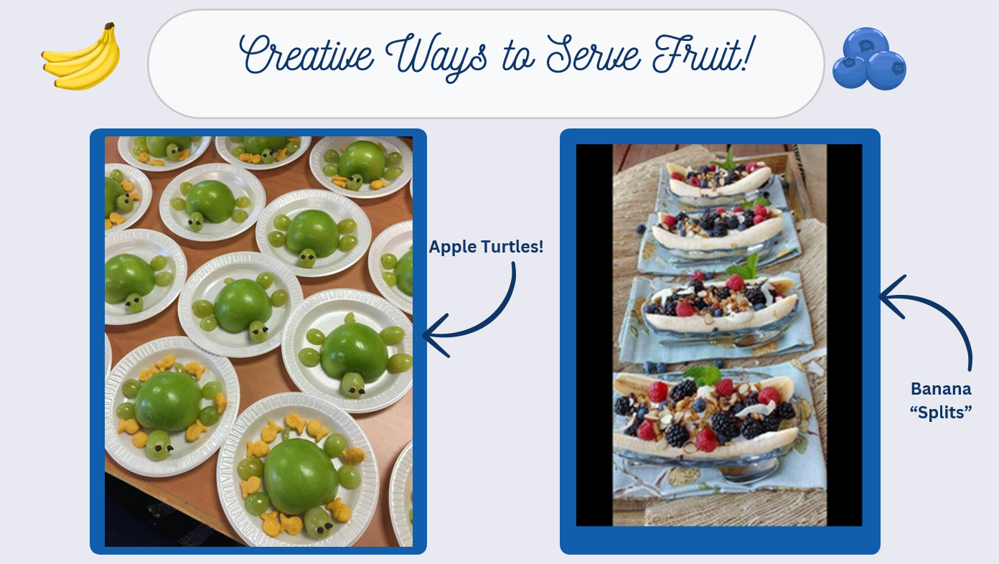 Creative Ways to Serve Fruit!
Apple Turtles!
Banana
“Splits”